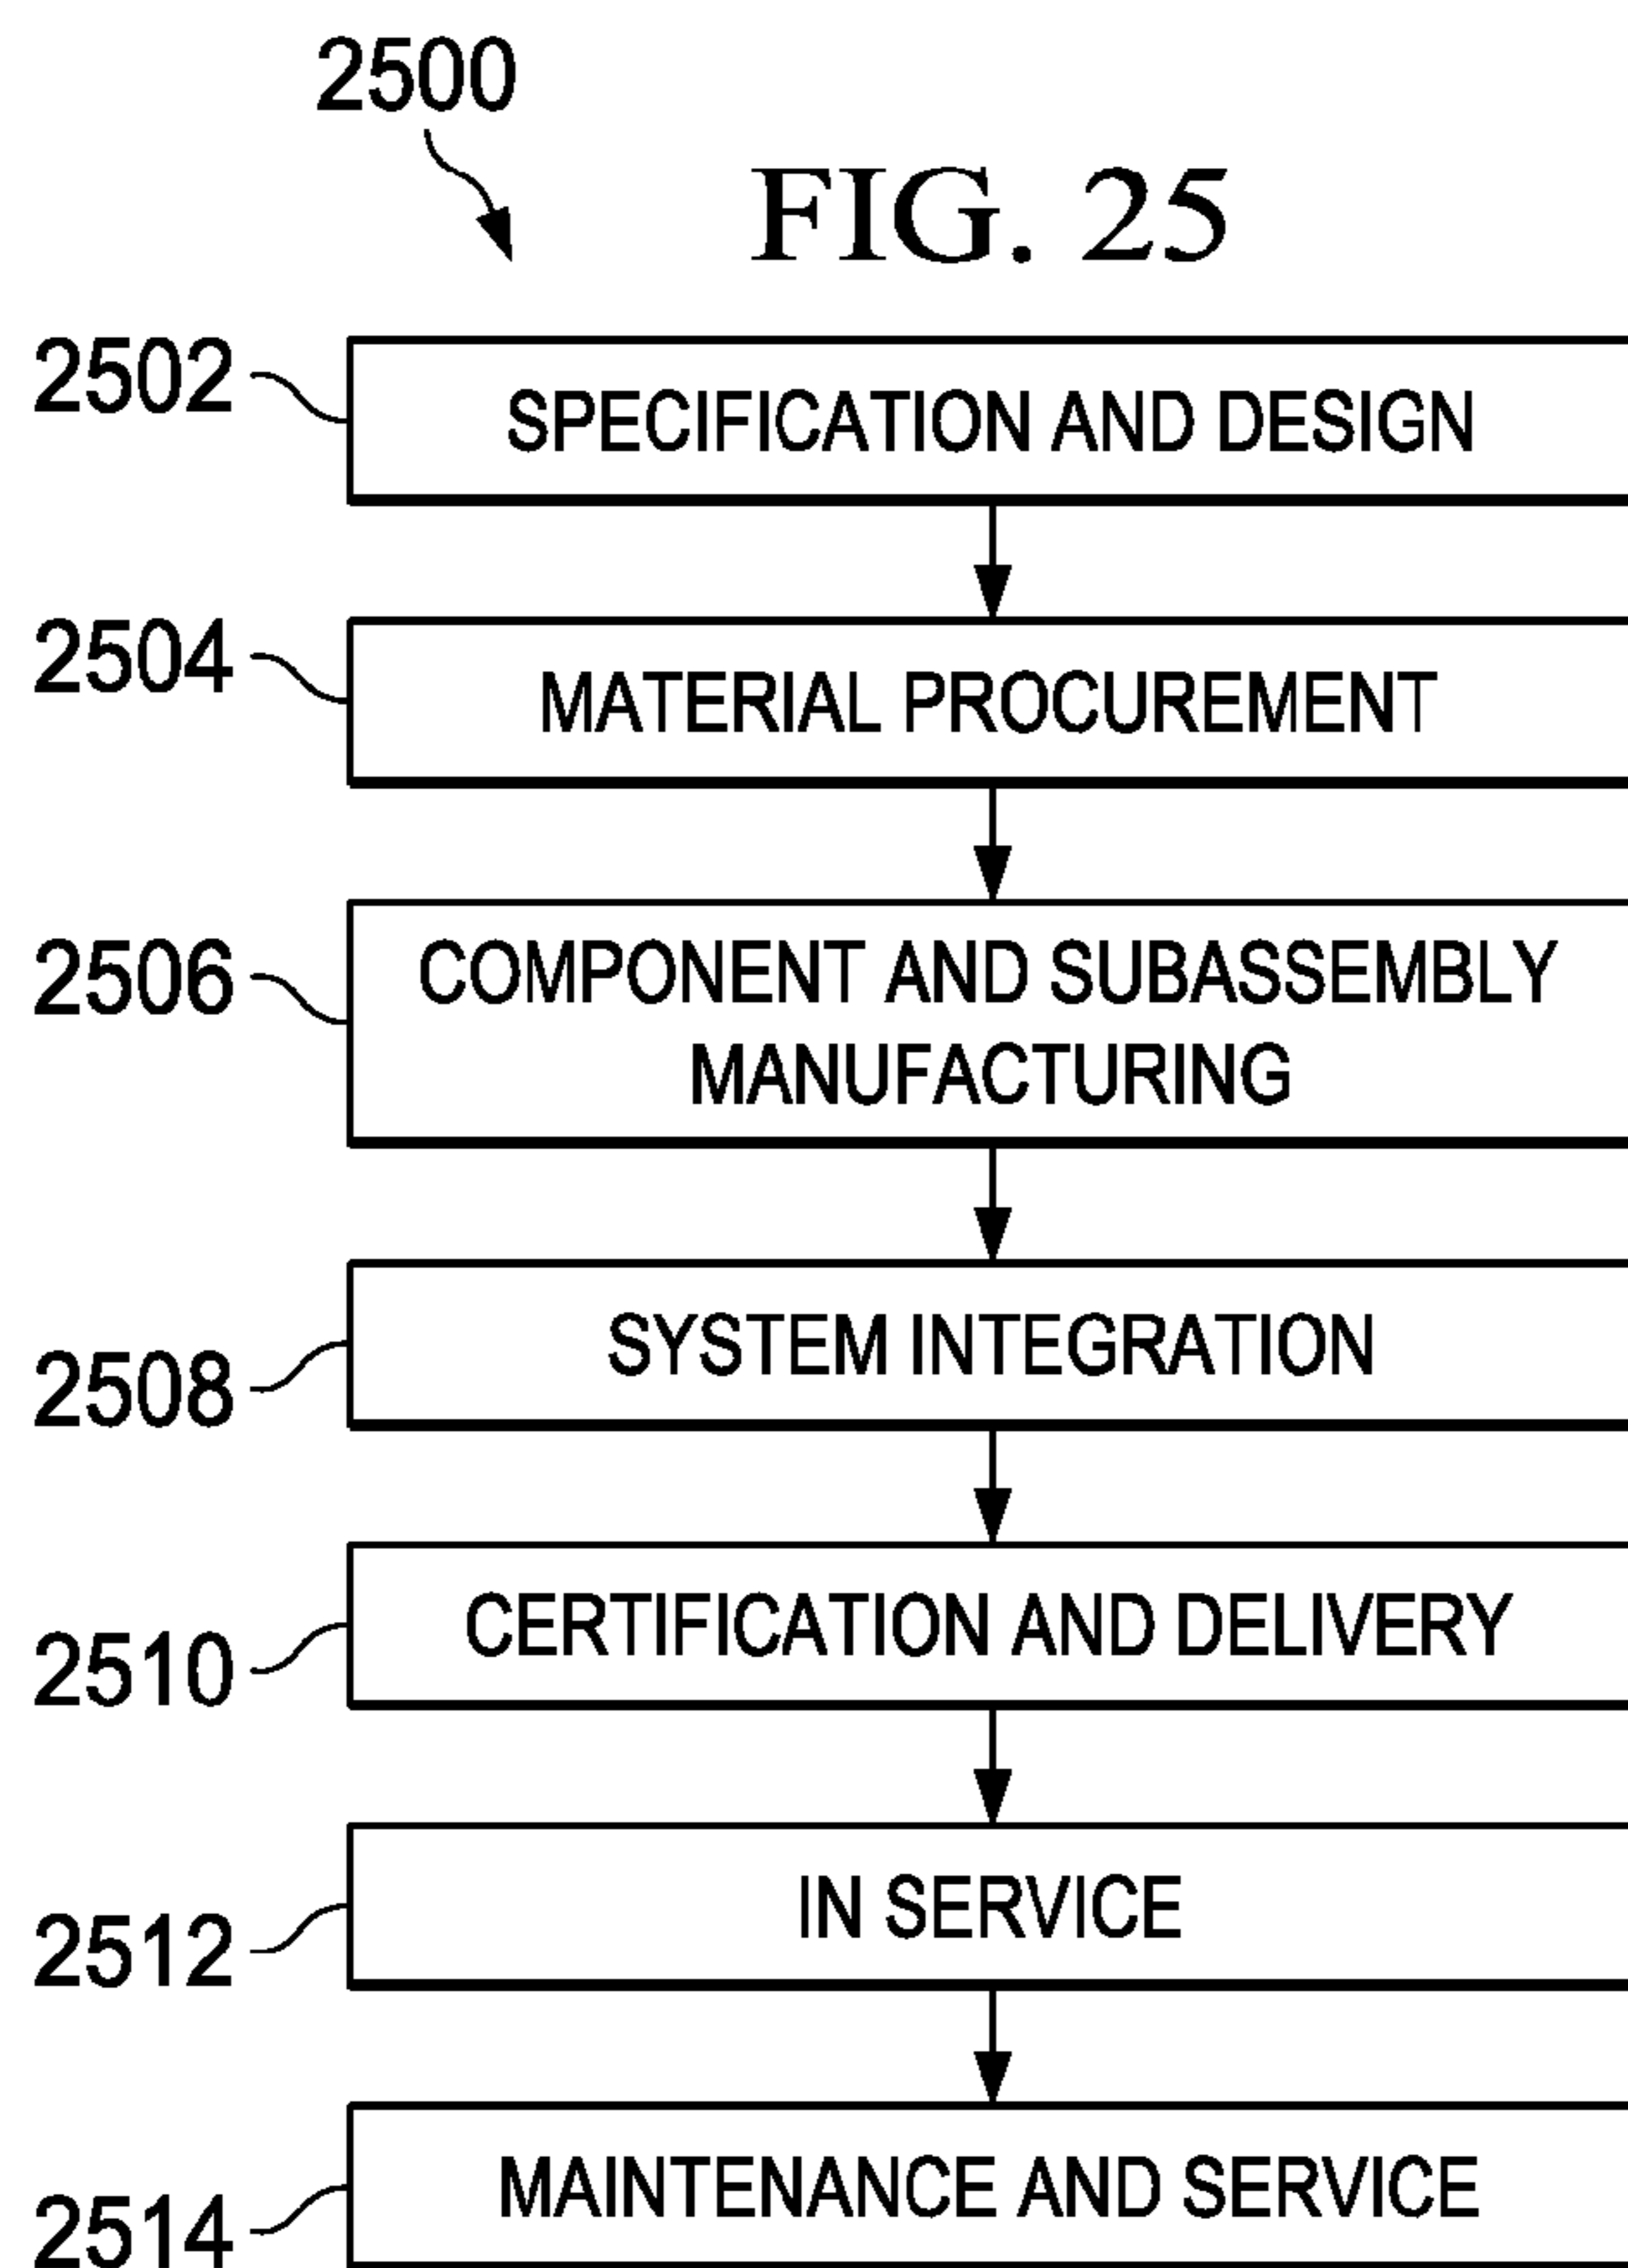 2500
FIG. 25
2502
SPECIFICATION AND DESIGN
2504
MATERIAL PROCUREMENT
2506
COMPONENT AND SUBASSEMBLY
MANUFACTURING
2508
SYSTEM INTEGRATION
2510
CERTIFICATION AND DELIVERY
2512
IN SERVICE
2514
MAINTENANCE AND SERVICE